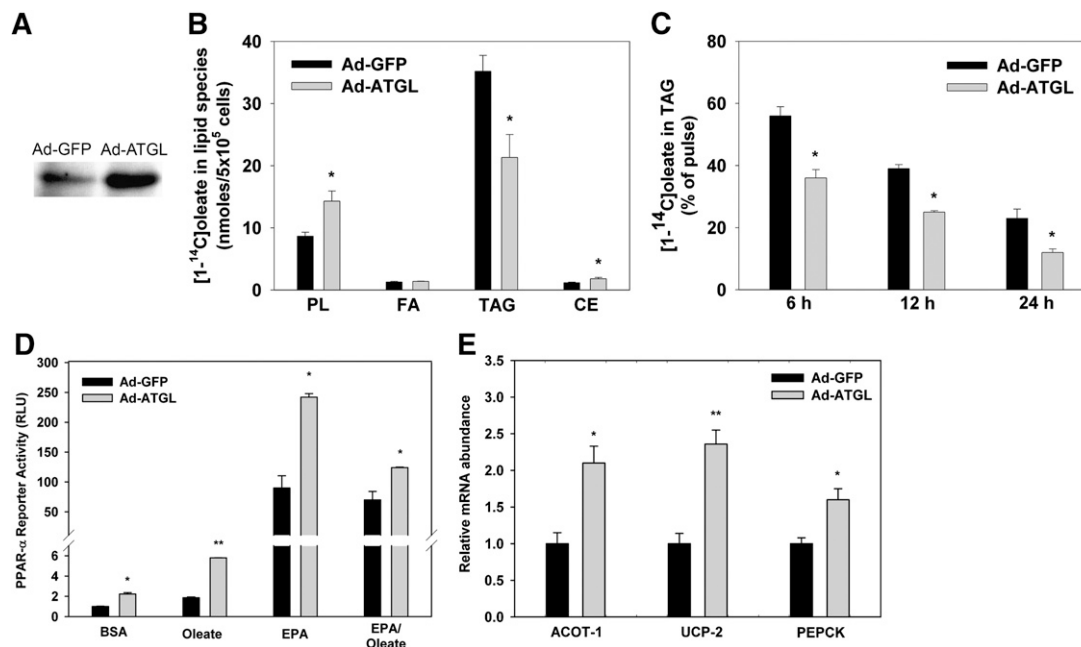 A
Ad-GFP Ad-ATGL
B
[1-¹⁴C]oleate in lipid species
(nmoles/5x10⁵ cells)
40
30
20
10
0
Ad-GFP
Ad-ATGL
*
*
*
PL FA TAG CE
C
[1-¹⁴C]oleate in TAG
(% of pulse)
80
60
40
20
0
Ad-GFP
Ad-ATGL
*
*
*
6 h 12 h 24 h
D
PPAR-α Reporter Activity (RLU)
300
250
200
150
100
50
6
4
2
0
Ad-GFP
Ad-ATGL
*
**
*
*
BSA Oleate EPA EPA/
Oleate
E
Relative mRNA abundance
3.5
3.0
2.5
2.0
1.5
1.0
0.5
0.0
Ad-GFP
Ad-ATGL
*
**
*
ACOT-1 UCP-2 PEPCK